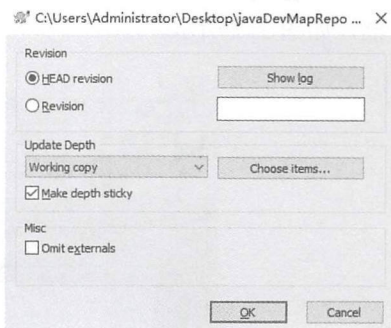 C:\Users\Administrator\Desktop\javaDevMapRepo ... ×
Revision
HEAD revision
Show log
Revision
Update Depth
Working copy
Choose items...
Make depth sticky
Misc
Omit externals
OK
Cancel